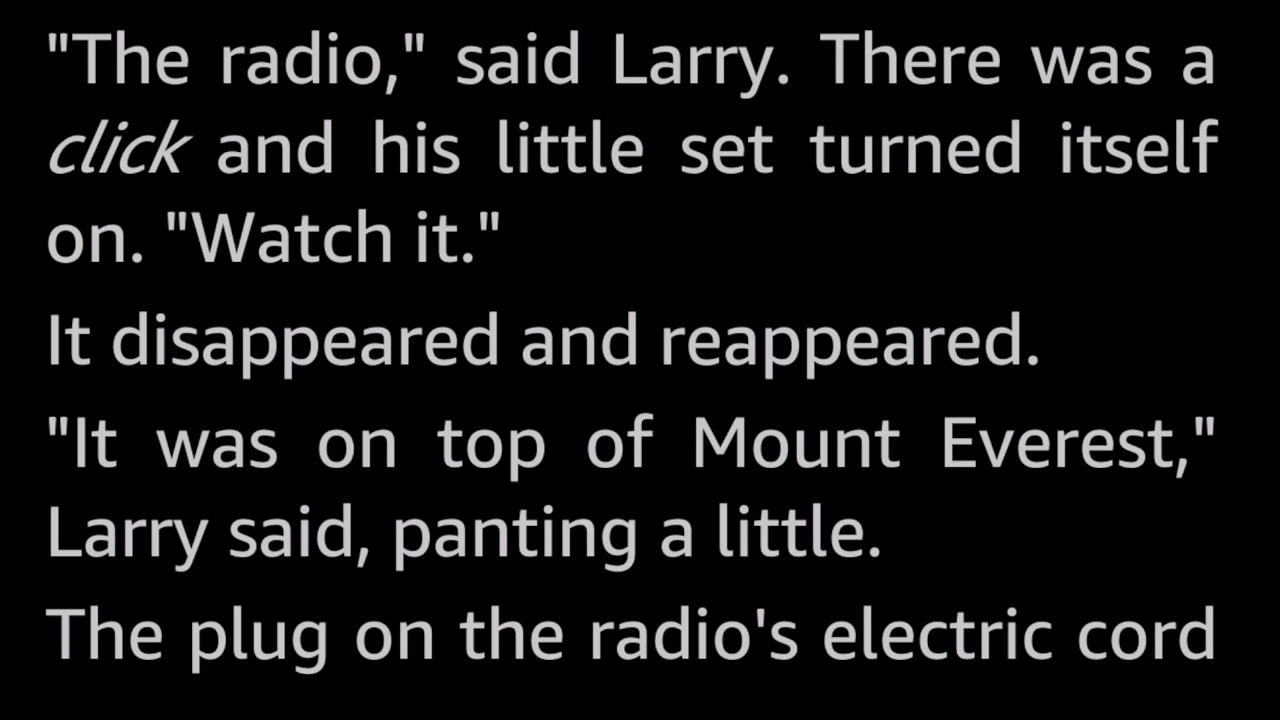 "The radio," said Larry. There was a
click and his little set turned itself
on. "Watch it."
It disappeared and reappeared.
"It was on top of Mount Everest,"
Larry said, panting a little.
The plug on the radio's electric cord